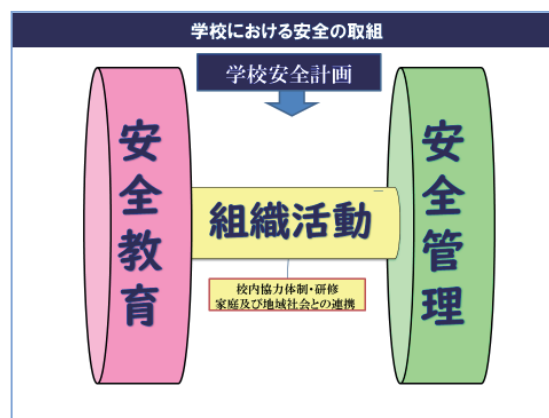 学校における安全の取組
学校安全計画
安全教育
組織活動
安全管理
校内協力体制・研修
家庭及び地域社会との連携